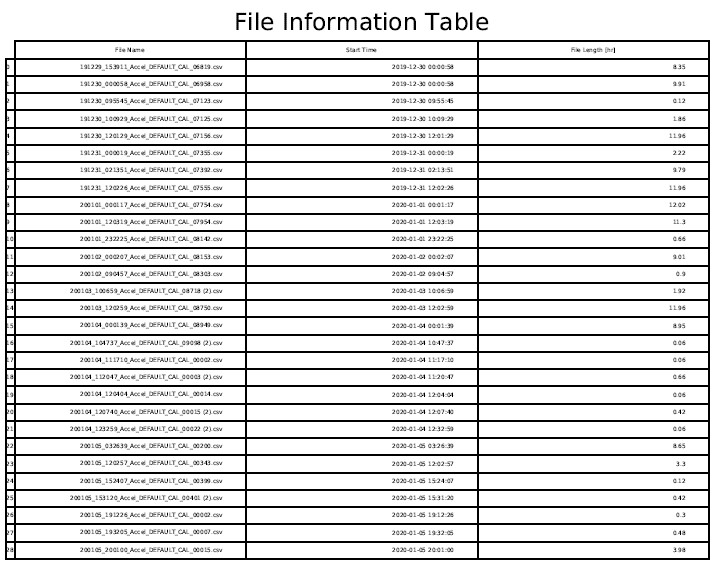 File Information Table
File Name Start Time File Length [hr]
0 191229_153911_Accel_DEFAULT_CAL_06819.csv 2019-12-30 00:00:58 8.35
1 191230_000058_Accel_DEFAULT_CAL_06958.csv 2019-12-30 00:00:58 9.91
2 191230_095545_Accel_DEFAULT_CAL_07123.csv 2019-12-30 09:55:45 0.12
3 191230_100929_Accel_DEFAULT_CAL_07125.csv 2019-12-30 10:09:29 1.86
4 191230_120129_Accel_DEFAULT_CAL_07156.csv 2019-12-30 12:01:29 11.96
5 191231_000019_Accel_DEFAULT_CAL_07355.csv 2019-12-31 00:00:19 2.22
6 191231_021351_Accel_DEFAULT_CAL_07392.csv 2019-12-31 02:13:51 9.79
7 191231_120226_Accel_DEFAULT_CAL_07555.csv 2019-12-31 12:02:26 11.96
8 200101_000117_Accel_DEFAULT_CAL_07754.csv 2020-01-01 00:01:17 12.02
9 200101_120319_Accel_DEFAULT_CAL_07954.csv 2020-01-01 12:03:19 11.3
10 200101_232225_Accel_DEFAULT_CAL_08142.csv 2020-01-01 23:22:25 0.66
11 200102_000207_Accel_DEFAULT_CAL_08153.csv 2020-01-02 00:02:07 9.01
12 200102_090457_Accel_DEFAULT_CAL_08303.csv 2020-01-02 09:04:57 0.9
13 200103_100659_Accel_DEFAULT_CAL_08718 (2).csv 2020-01-03 10:06:59 1.92
14 200103_120259_Accel_DEFAULT_CAL_08750.csv 2020-01-03 12:02:59 11.96
15 200104_000139_Accel_DEFAULT_CAL_08949.csv 2020-01-04 00:01:39 8.95
16 200104_104737_Accel_DEFAULT_CAL_09098 (2).csv 2020-01-04 10:47:37 0.06
17 200104_111710_Accel_DEFAULT_CAL_00002.csv 2020-01-04 11:17:10 0.06
18 200104_112047_Accel_DEFAULT_CAL_00003 (2).csv 2020-01-04 11:20:47 0.66
19 200104_120404_Accel_DEFAULT_CAL_00014.csv 2020-01-04 12:04:04 0.06
20 200104_120740_Accel_DEFAULT_CAL_00015 (2).csv 2020-01-04 12:07:40 0.42
21 200104_123259_Accel_DEFAULT_CAL_00022 (2).csv 2020-01-04 12:32:59 0.06
22 200105_032639_Accel_DEFAULT_CAL_00200.csv 2020-01-05 03:26:39 8.65
23 200105_120257_Accel_DEFAULT_CAL_00343.csv 2020-01-05 12:02:57 3.3
24 200105_152407_Accel_DEFAULT_CAL_00399.csv 2020-01-05 15:24:07 0.12
25 200105_153120_Accel_DEFAULT_CAL_00401 (2).csv 2020-01-05 15:31:20 0.42
26 200105_191226_Accel_DEFAULT_CAL_00002.csv 2020-01-05 19:12:26 0.3
27 200105_193205_Accel_DEFAULT_CAL_00007.csv 2020-01-05 19:32:05 0.48
28 200105_200100_Accel_DEFAULT_CAL_00015.csv 2020-01-05 20:01:00 3.98